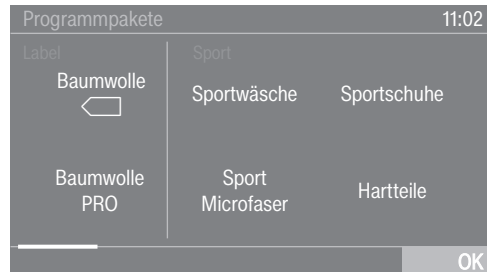 Programmpakete 11:02
Label Sport
Baumwolle
Sportwäsche Sportschuhe
Baumwolle
PRO
Sport
Microfaser
Hartteile
OK